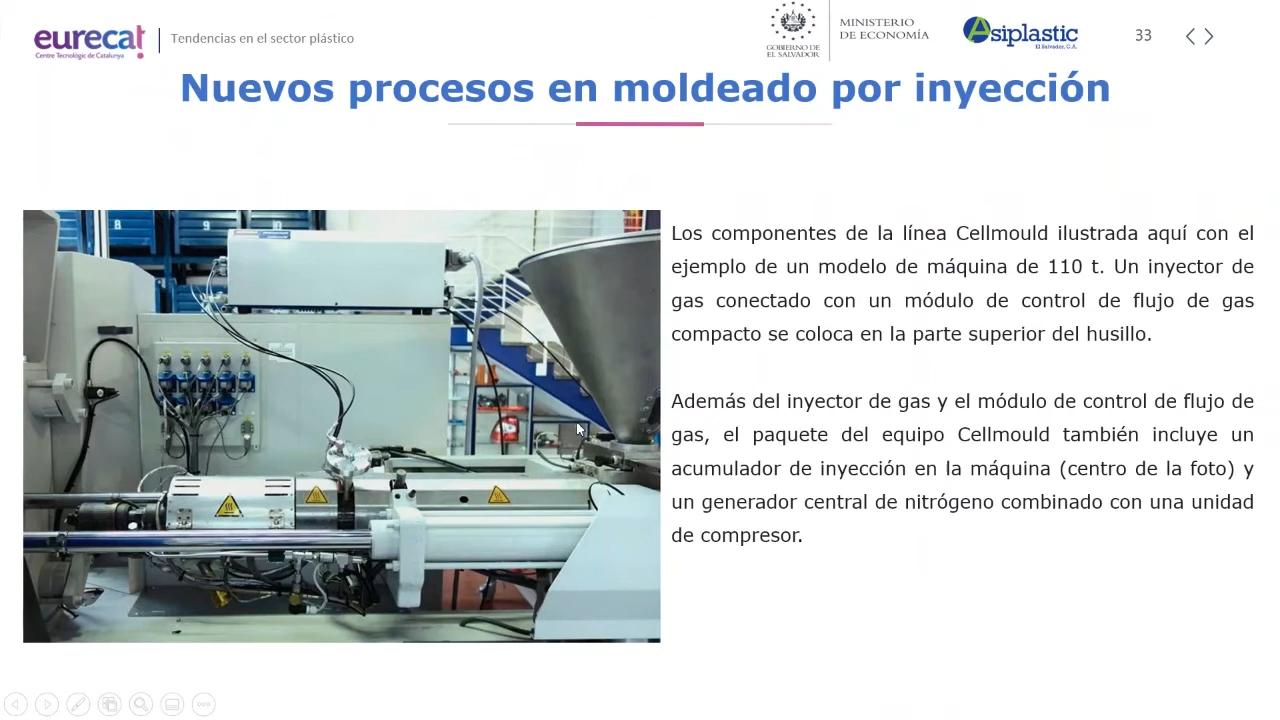 eurecat
Centre Tecnològic de Catalunya
Tendencias en el sector plástico
GOBIERNO DE
EL SALVADOR
MINISTERIO
DE ECONOMÍA
Asiplastic
El Salvador, C.A.
33
Nuevos procesos en moldeado por inyección
8
9
10
Los componentes de la línea Cellmould ilustrada aquí con el
ejemplo de un modelo de máquina de 110 t. Un inyector de
gas conectado con un módulo de control de flujo de gas
compacto se coloca en la parte superior del husillo.
Además del inyector de gas y el módulo de control de flujo de
gas, el paquete del equipo Cellmould también incluye un
acumulador de inyección en la máquina (centro de la foto) y
un generador central de nitrógeno combinado con una unidad
de compresor.